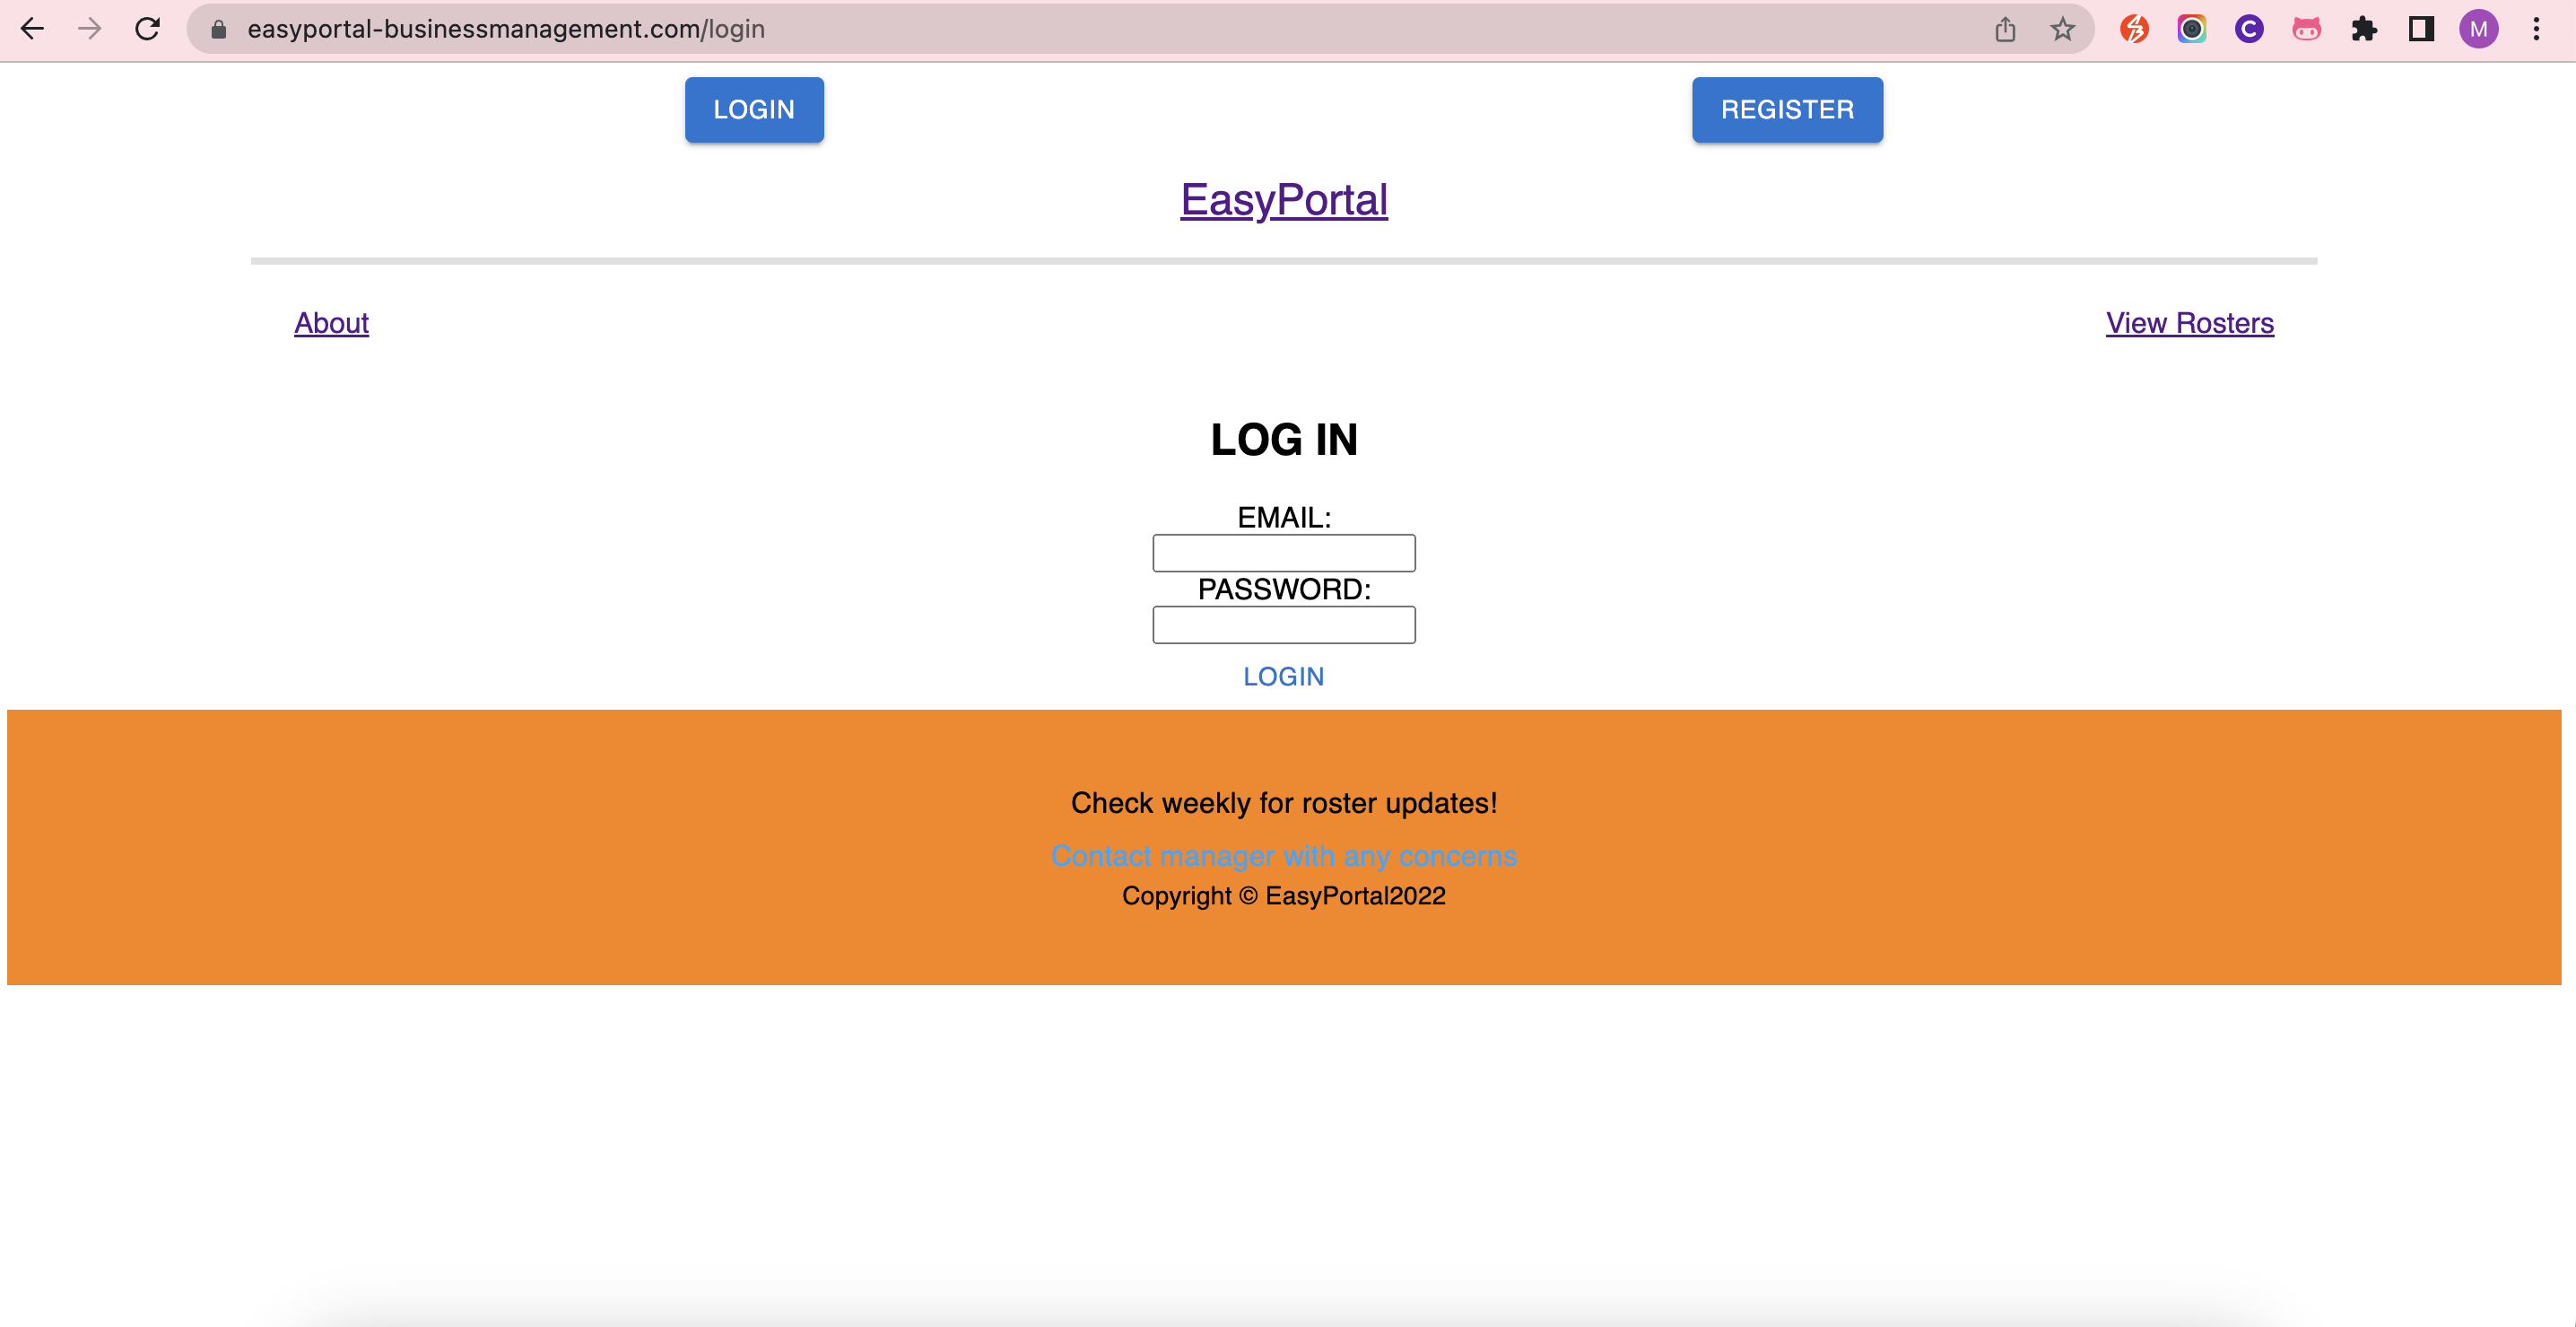 easyportal-businessmanagement.com/login
M
LOGIN
REGISTER
EasyPortal
About
View Rosters
LOG IN
EMAIL:
PASSWORD:
LOGIN
Check weekly for roster updates!
Contact manager with any concerns
Copyright © EasyPortal2022